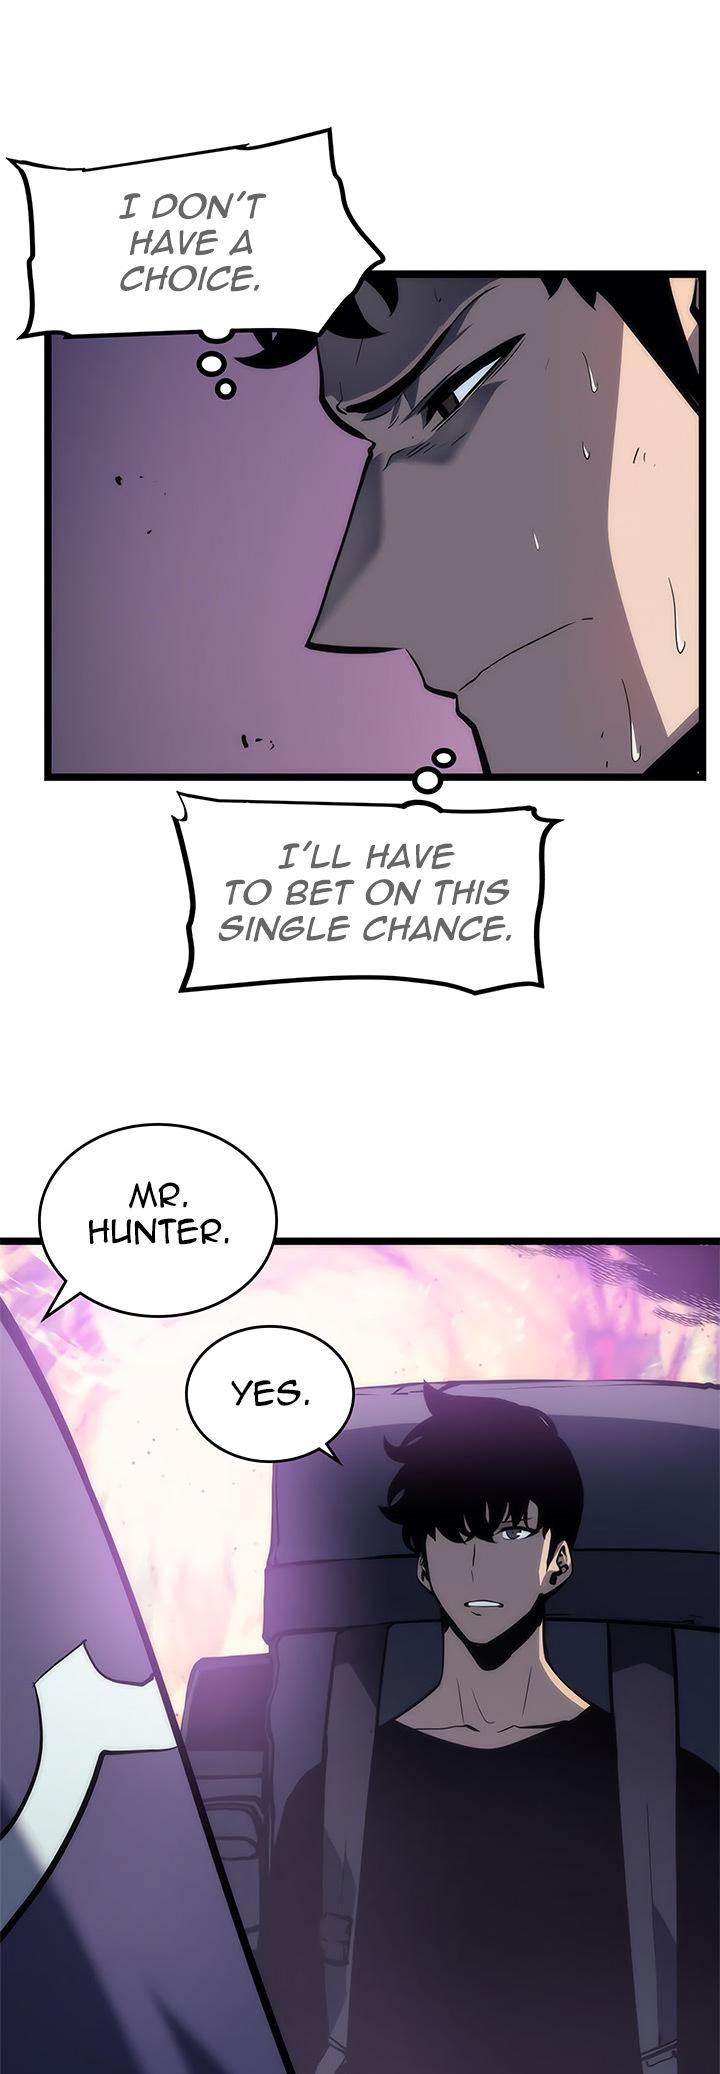 I DON'T
HAVE A
CHOICE.
I'LL HAVE
TO BET ON THIS
SINGLE CHANCE.
MR.
HUNTER.
YES.